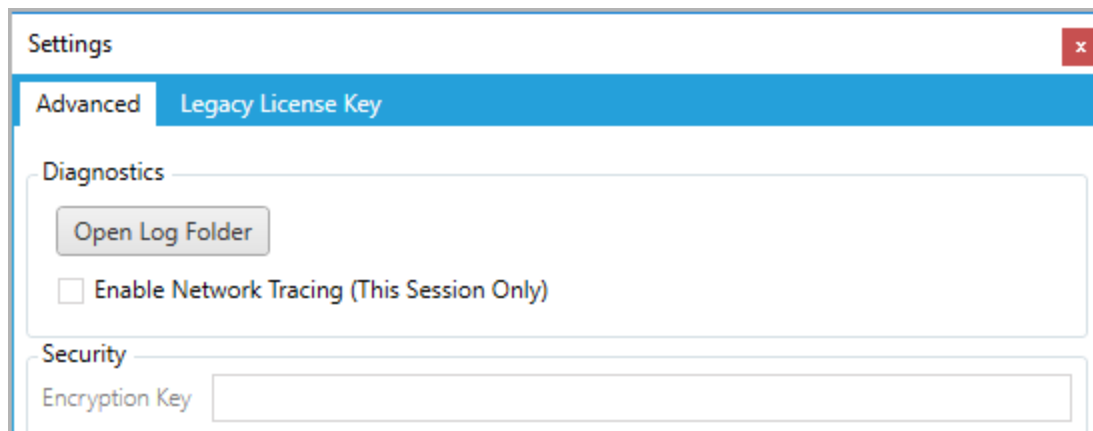 Settings
x
Advanced Legacy License Key
Diagnostics
Open Log Folder
Enable Network Tracing (This Session Only)
Security
Encryption Key